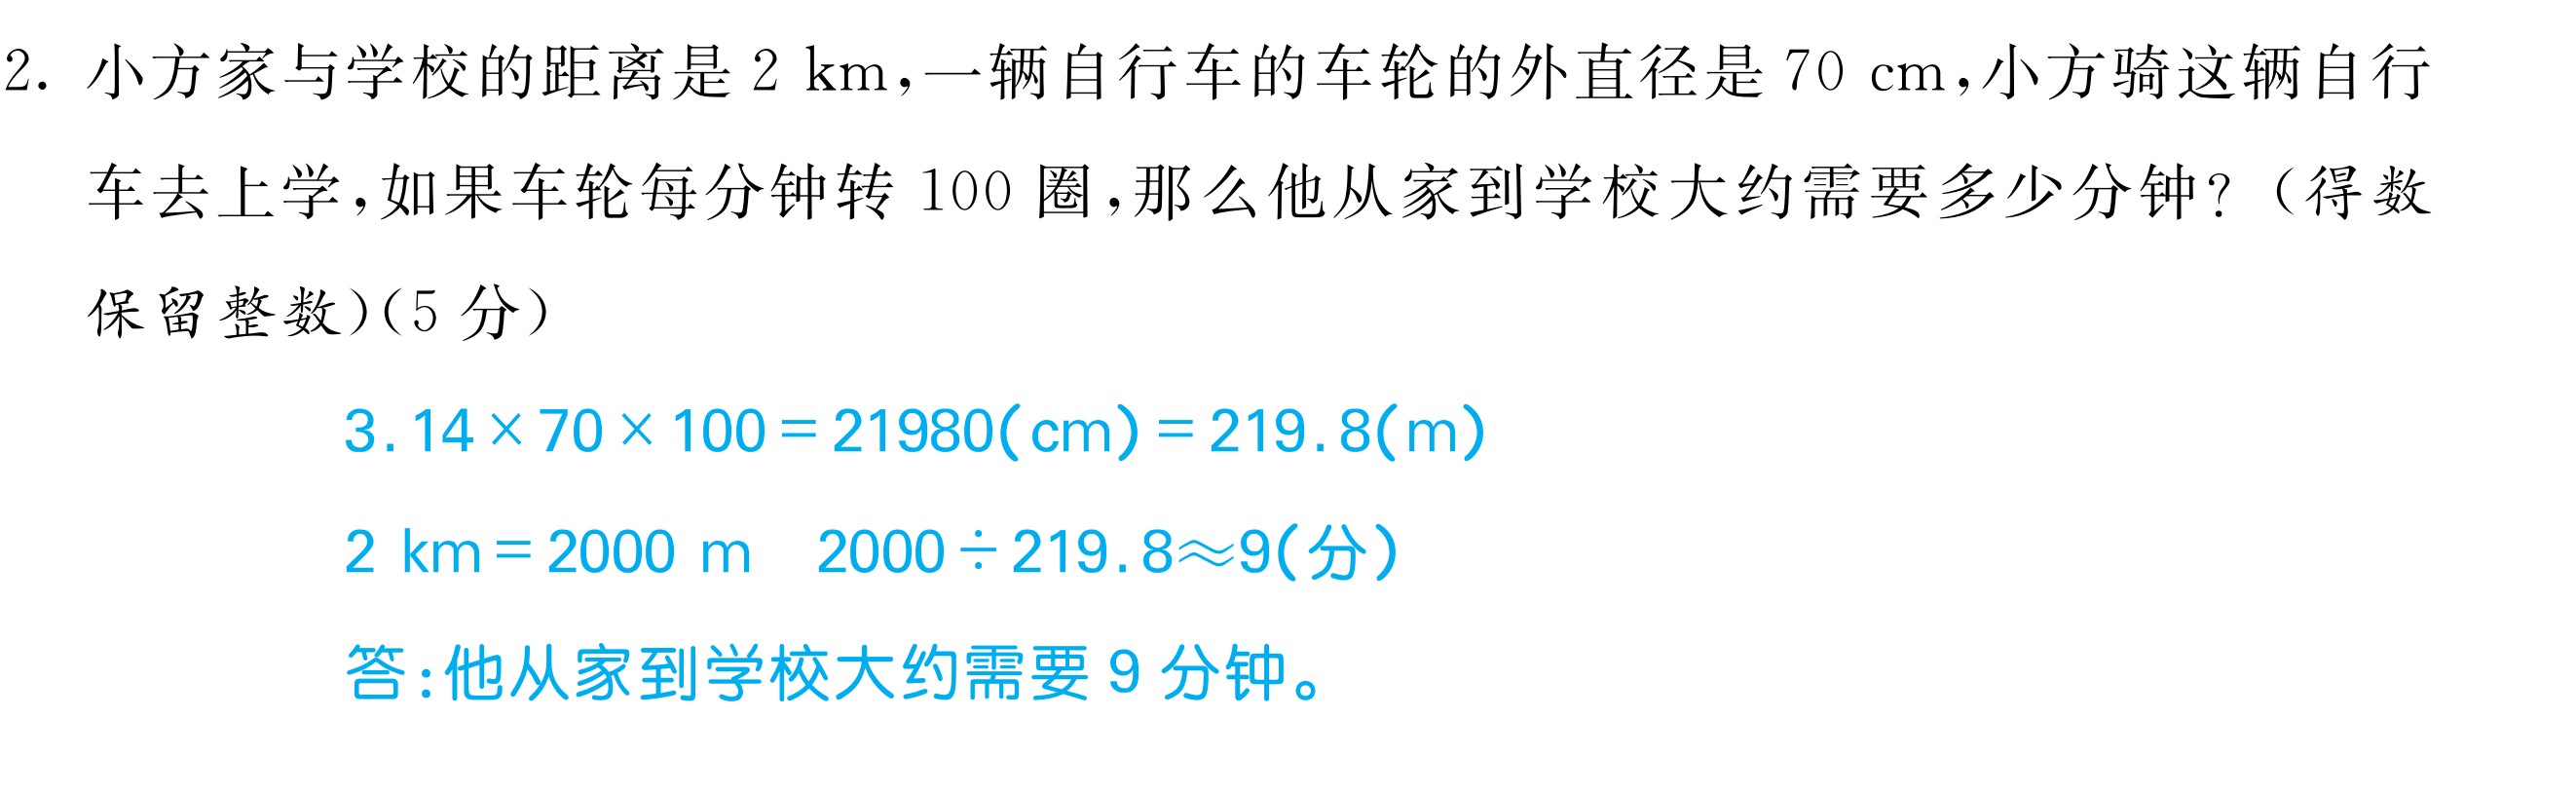 2. 小方家与学校的距离是 2 km,一辆自行车的车轮的外直径是 70 cm,小方骑这辆自行
车去上学,如果车轮每分钟转 100 圈,那么他从家到学校大约需要多少分钟?(得数
保留整数)(5 分)
3.14×70×100=21980(cm)=219.8(m)
2 km=2000 m 2000÷219.8≈9(分)
答:他从家到学校大约需要 9 分钟。